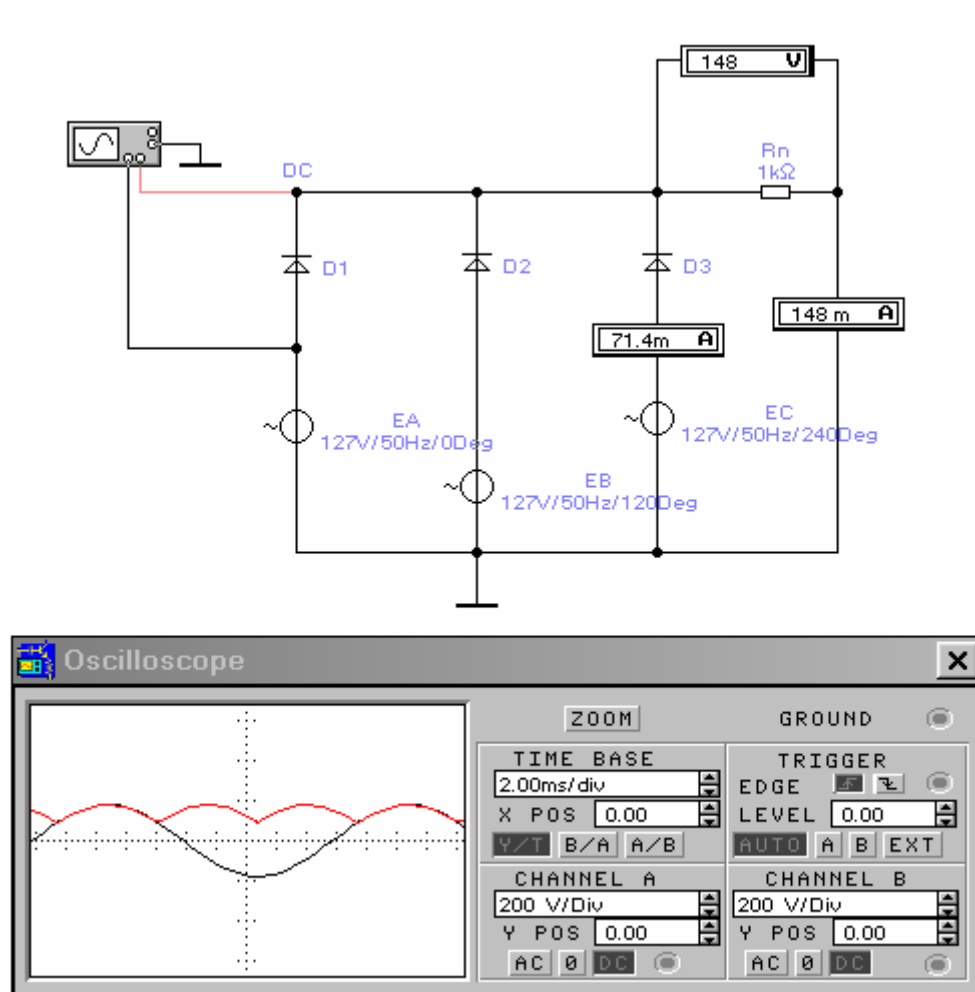 148 V
Rn
1kΩ
DC
D1
D2
D3
148 m A
71.4m A
EA
127V/50Hz/0Deg
EC
127V/50Hz/240Deg
EB
127V/50Hz/120Deg
Oscilloscope
ZOOM
GROUND
TIME BASE
2.00ms/div
X POS 0.00
Y/T B/A A/B
TRIGGER
EDGE
LEVEL 0.00
AUTO A B EXT
CHANNEL A
200 V/Div
Y POS 0.00
AC 0 DC
CHANNEL B
200 V/Div
Y POS 0.00
AC 0 DC